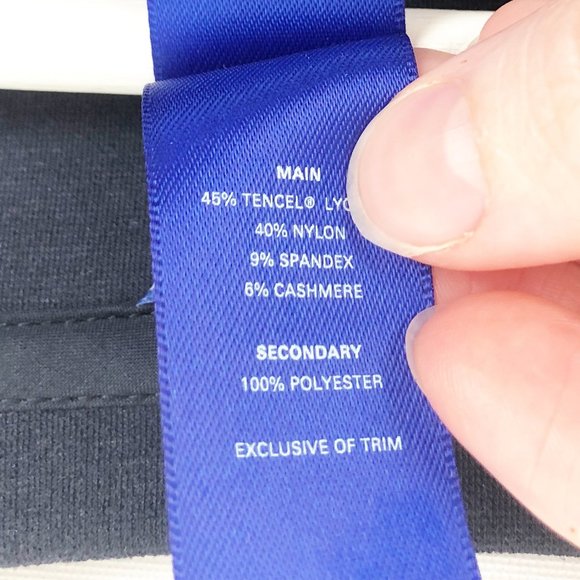 MAIN
45% TENCEL® LYO
40% NYLON
9% SPANDEX
6% CASHMERE
SECONDARY
100% POLYESTER
EXCLUSIVE OF TRIM